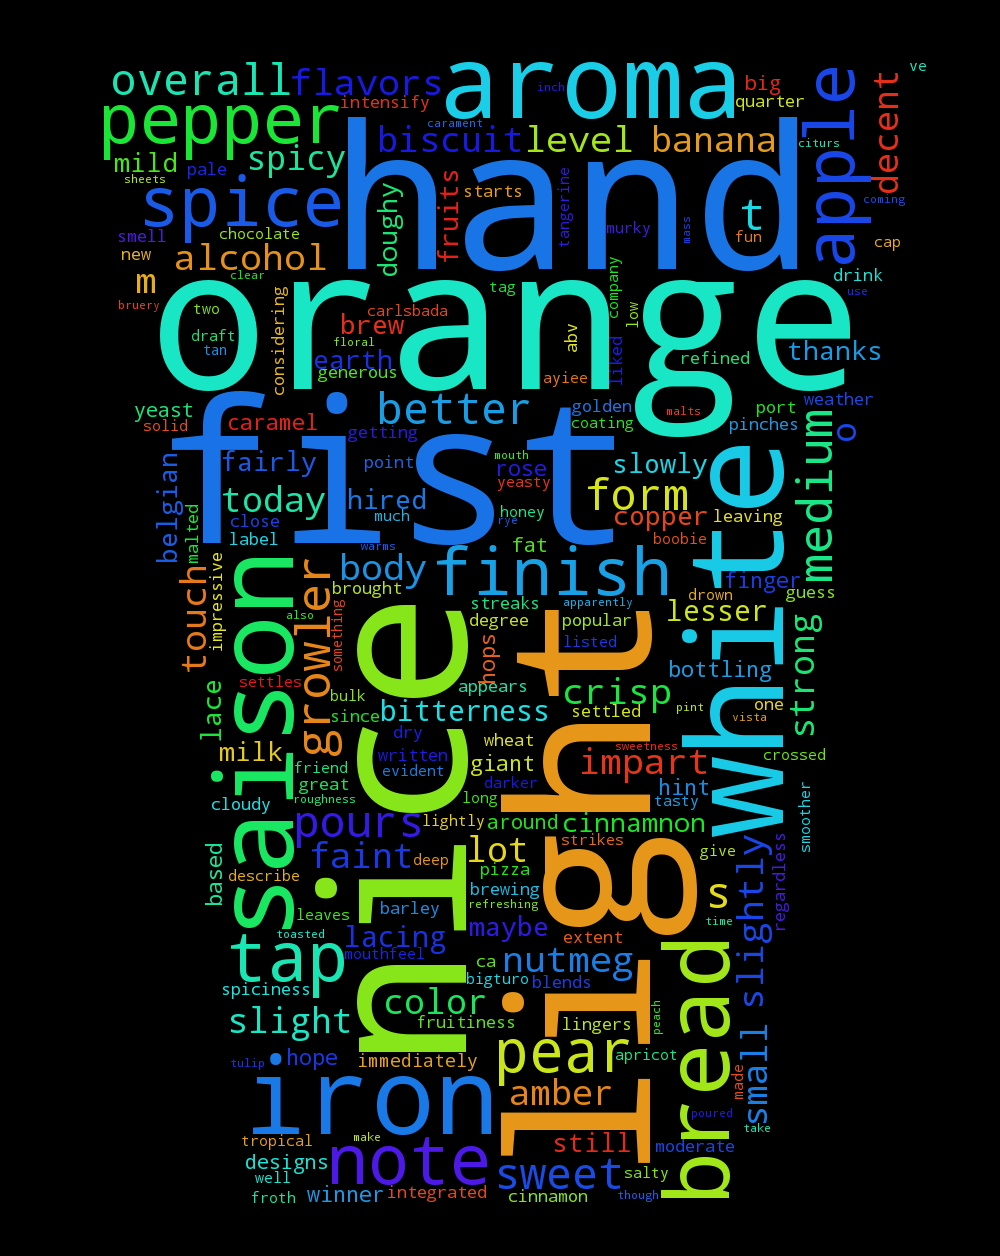 ve
overall
flavors
aroma
big
inch
intensify
quarter
pepper
carament
biscuit
level
banana
hand
apple
decent
citurs
mild
pale
spicy
sheets
doughy
fruits
starts
tangerine
spice
coming
t
murky
mass
fun
smell
chocolate
cap
new
alcohol
m
clear
tag
company
drink
bruery
two
considering
carlsbada
low
use
orange
draft
brew
abv
tan
floral
earth
liked
refined
thanks
generous
ayiee
yeast
solid
caramel
better
golden
coating
malts
port
weather
pinches
o
getting
fist
fairly
point
mouth
rose
yeasty
slowly
medium
belgian
today
hired
much
honey
rye
form
copper
leaving
white
malted
close
label
warms
fat
boobie
body
finish
finger
touch
impressive
saison
growler
brought
drown
guess
also
something
nice
streaks
apparently
degree
popular
lesser
light
strong
hops
listed
bottling
lace
settles
bulk
appears
crisp
since
bitterness
settled
pint
one
vista
milk
dry
wheat
sweetness
crossed
written
friend
evident
giant
impart
great
darker
hint
cloudy
roughness
long
tasty
smoother
pours
lightly
around
cinnamnon
based
faint
deep
lot
strikes
give
slightly
regardless
describe
pizza
brewing
s
leaves
barley
refreshing
time
tap
toasted
lacing
maybe
extent
mouthfeel
ca
nutmeg
bread
spiciness
bigturo
blends
color
slight
fruitiness
lingers
peach
small
tulip
hope
immediately
pear
apricot
iron
amber
made
poured
make
take
tropical
note
still
moderate
designs
well
sweet
salty
froth
winner
integrated
cinnamon
though